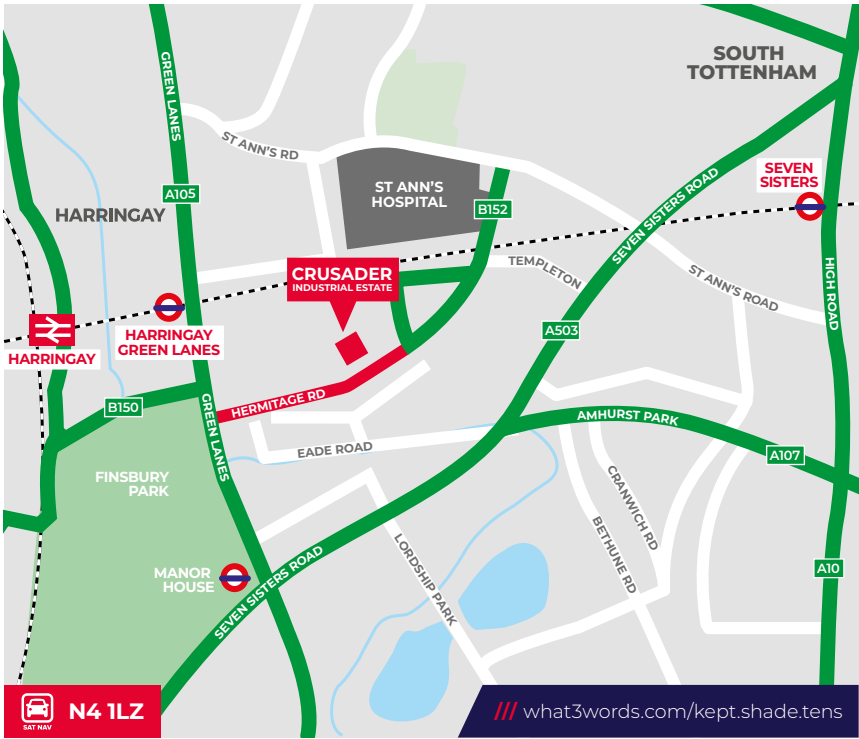 SOUTH
TOTTENHAM
GREEN LANES
ST ANN'S RD
SEVEN
SISTERS
A105
ST ANN'S
HOSPITAL
SEVEN SISTERS ROAD
B152
HARRINGAY
TEMPLETON
ST ANN'S ROAD
HIGH ROAD
CRUSADER
INDUSTRIAL ESTATE
HARRINGAY
GREEN LANES
HARRINGAY
A503
B150
HERMITAGE RD
GREEN LANES
AMHURST PARK
EADE ROAD
A107
FINSBURY
PARK
CRANWICH RD
BETHUNE RD
LORDSHIP PARK
MANOR
HOUSE
SEVEN SISTERS ROAD
A10
SAT NAV
N4 1LZ
/// what3words.com/kept.shade.tens